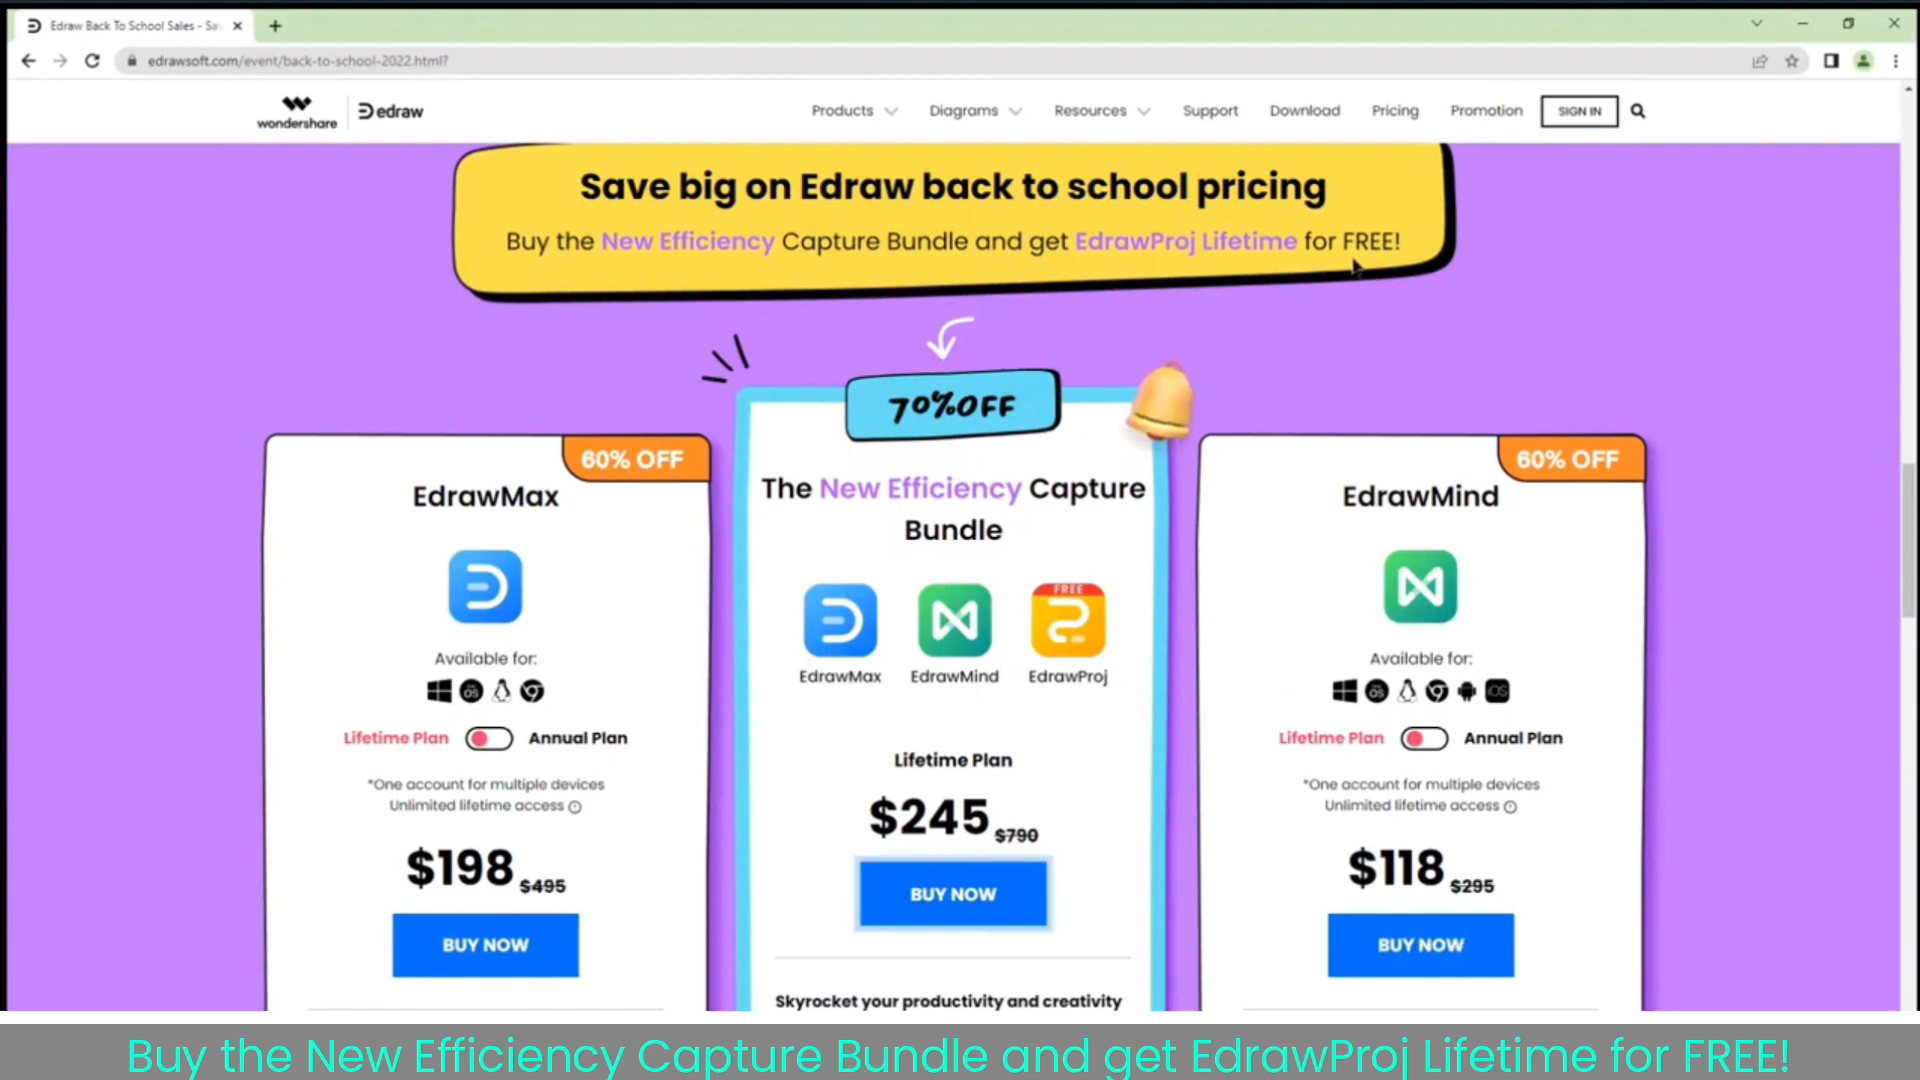 Edraw Back To School Sales - Sa
edrawsoft.com/event/back-to-school-2022.html?
wondershare
edraw
Products
Diagrams
Resources
Support
Download
Pricing
Promotion
SIGN IN
Save big on Edraw back to school pricing
Buy the New Efficiency Capture Bundle and get EdrawProj Lifetime for FREE!
70%OFF
60% OFF
EdrawMax
Available for:
OS
Lifetime Plan
Annual Plan
*One account for multiple devices
Unlimited lifetime access
$198 $495
BUY NOW
The New Efficiency Capture
Bundle
FREE
EdrawMax
EdrawMind
EdrawProj
Lifetime Plan
$245 $790
BUY NOW
Skyrocket your productivity and creativity
60% OFF
EdrawMind
Available for:
OS
iOS
Lifetime Plan
Annual Plan
*One account for multiple devices
Unlimited lifetime access
$118 $295
BUY NOW
Buy the New Efficiency Capture Bundle and get EdrawProj Lifetime for FREE!